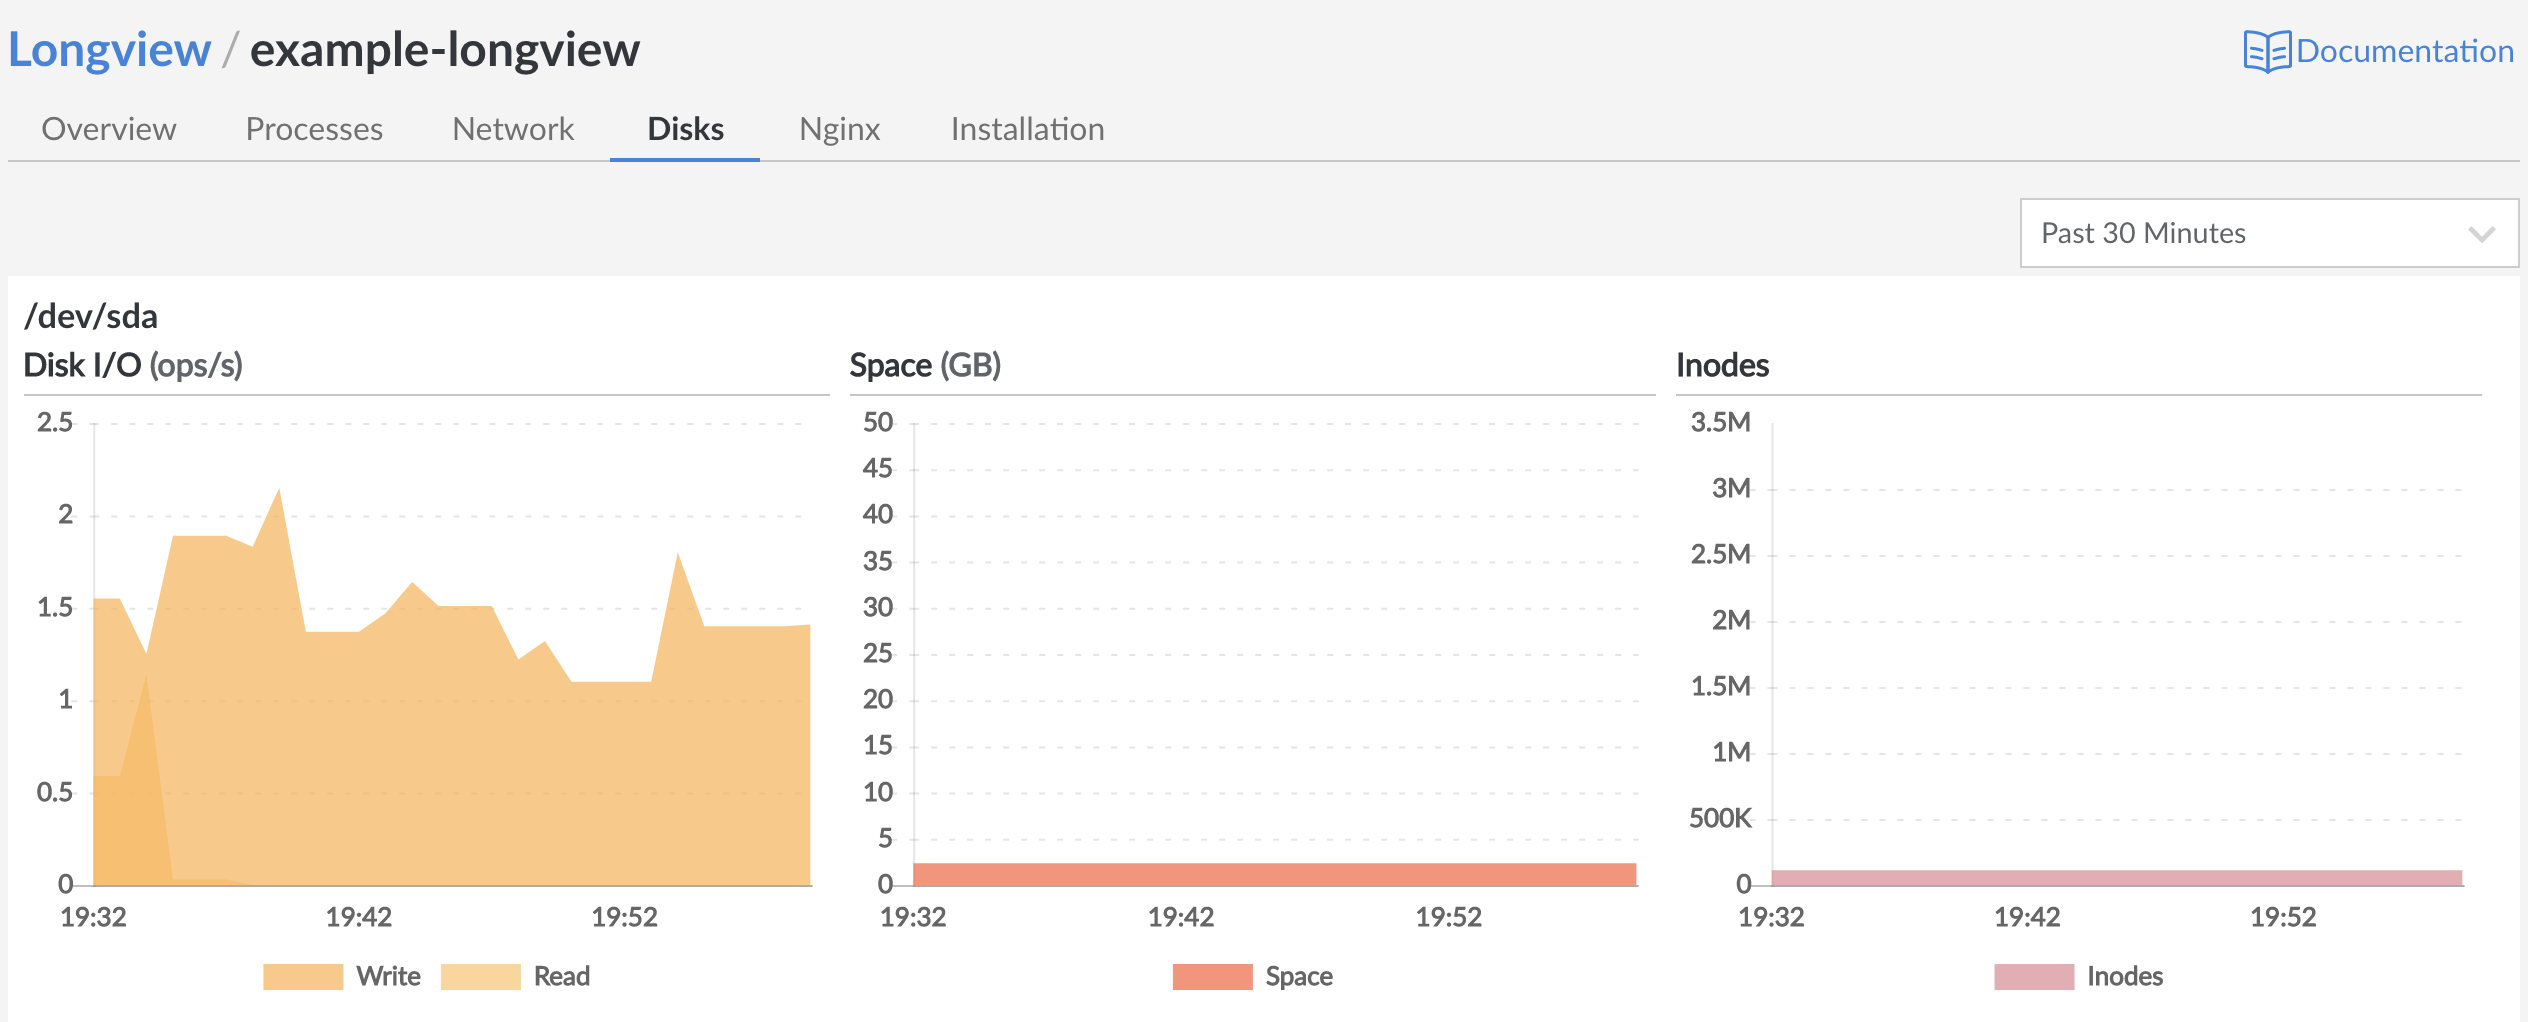 Longview / example-longview
Documentation
Overview Processes Network Disks Nginx Installation
Past 30 Minutes
/dev/sda
Disk I/O (ops/s)
2.5
2
1.5
1
0.5
0
19:32 19:42 19:52
Write Read
Space (GB)
50
45
40
35
30
25
20
15
10
5
0
19:32 19:42 19:52
Space
Inodes
3.5M
3M
2.5M
2M
1.5M
1M
500K
0
19:32 19:42 19:52
Inodes